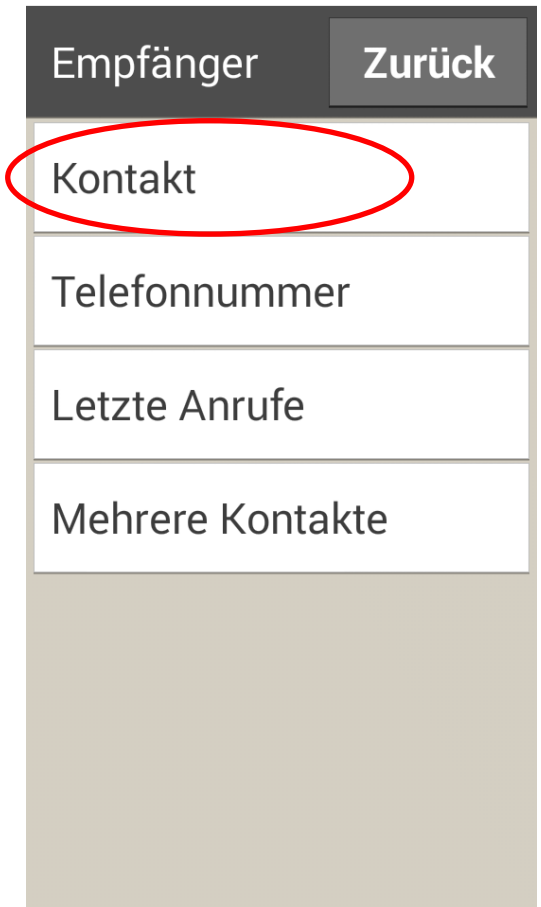 Empfänger Zurück
Kontakt
Telefonnummer
Letzte Anrufe
Mehrere Kontakte